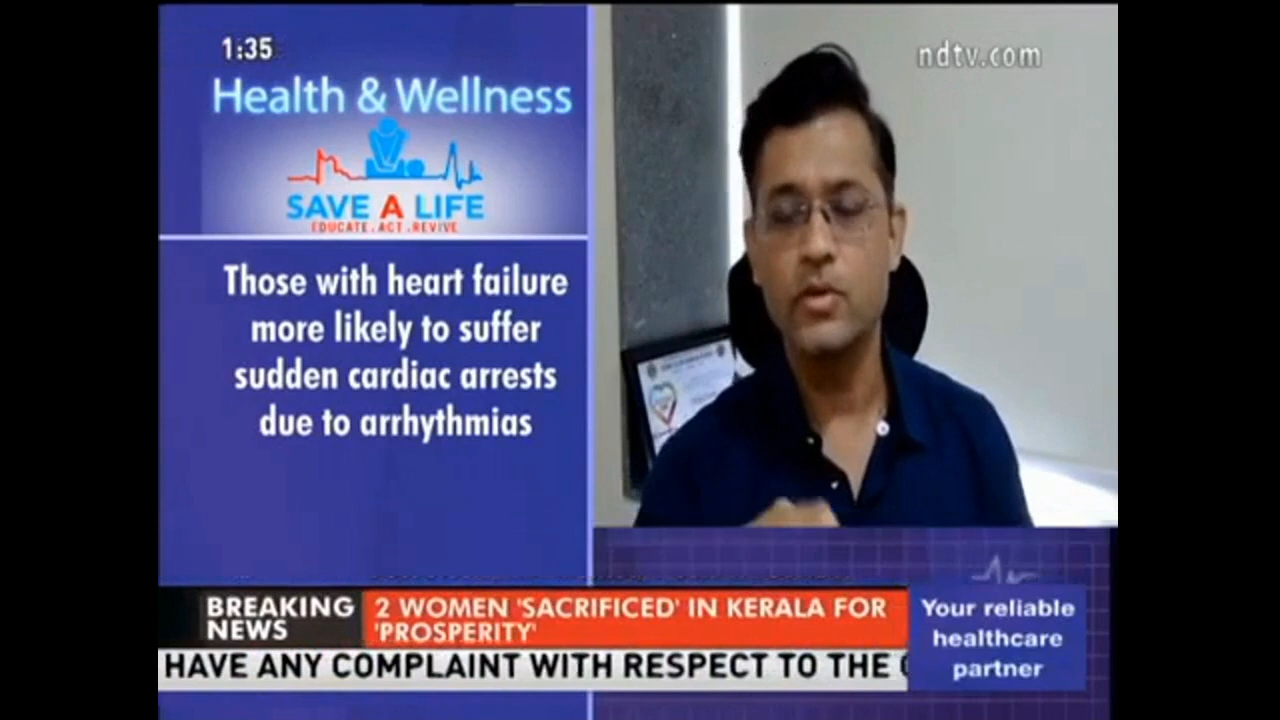 1:35
ndtv.com
Health & Wellness
SAVE A LIFE
EDUCATE . ACT . REVIVE
Those with heart failure
more likely to suffer
sudden cardiac arrests
due to arrhythmias
BREAKING
NEWS
2 WOMEN 'SACRIFICED' IN KERALA FOR
'PROSPERITY'
Your reliable
healthcare
partner
HAVE ANY COMPLAINT WITH RESPECT TO THE